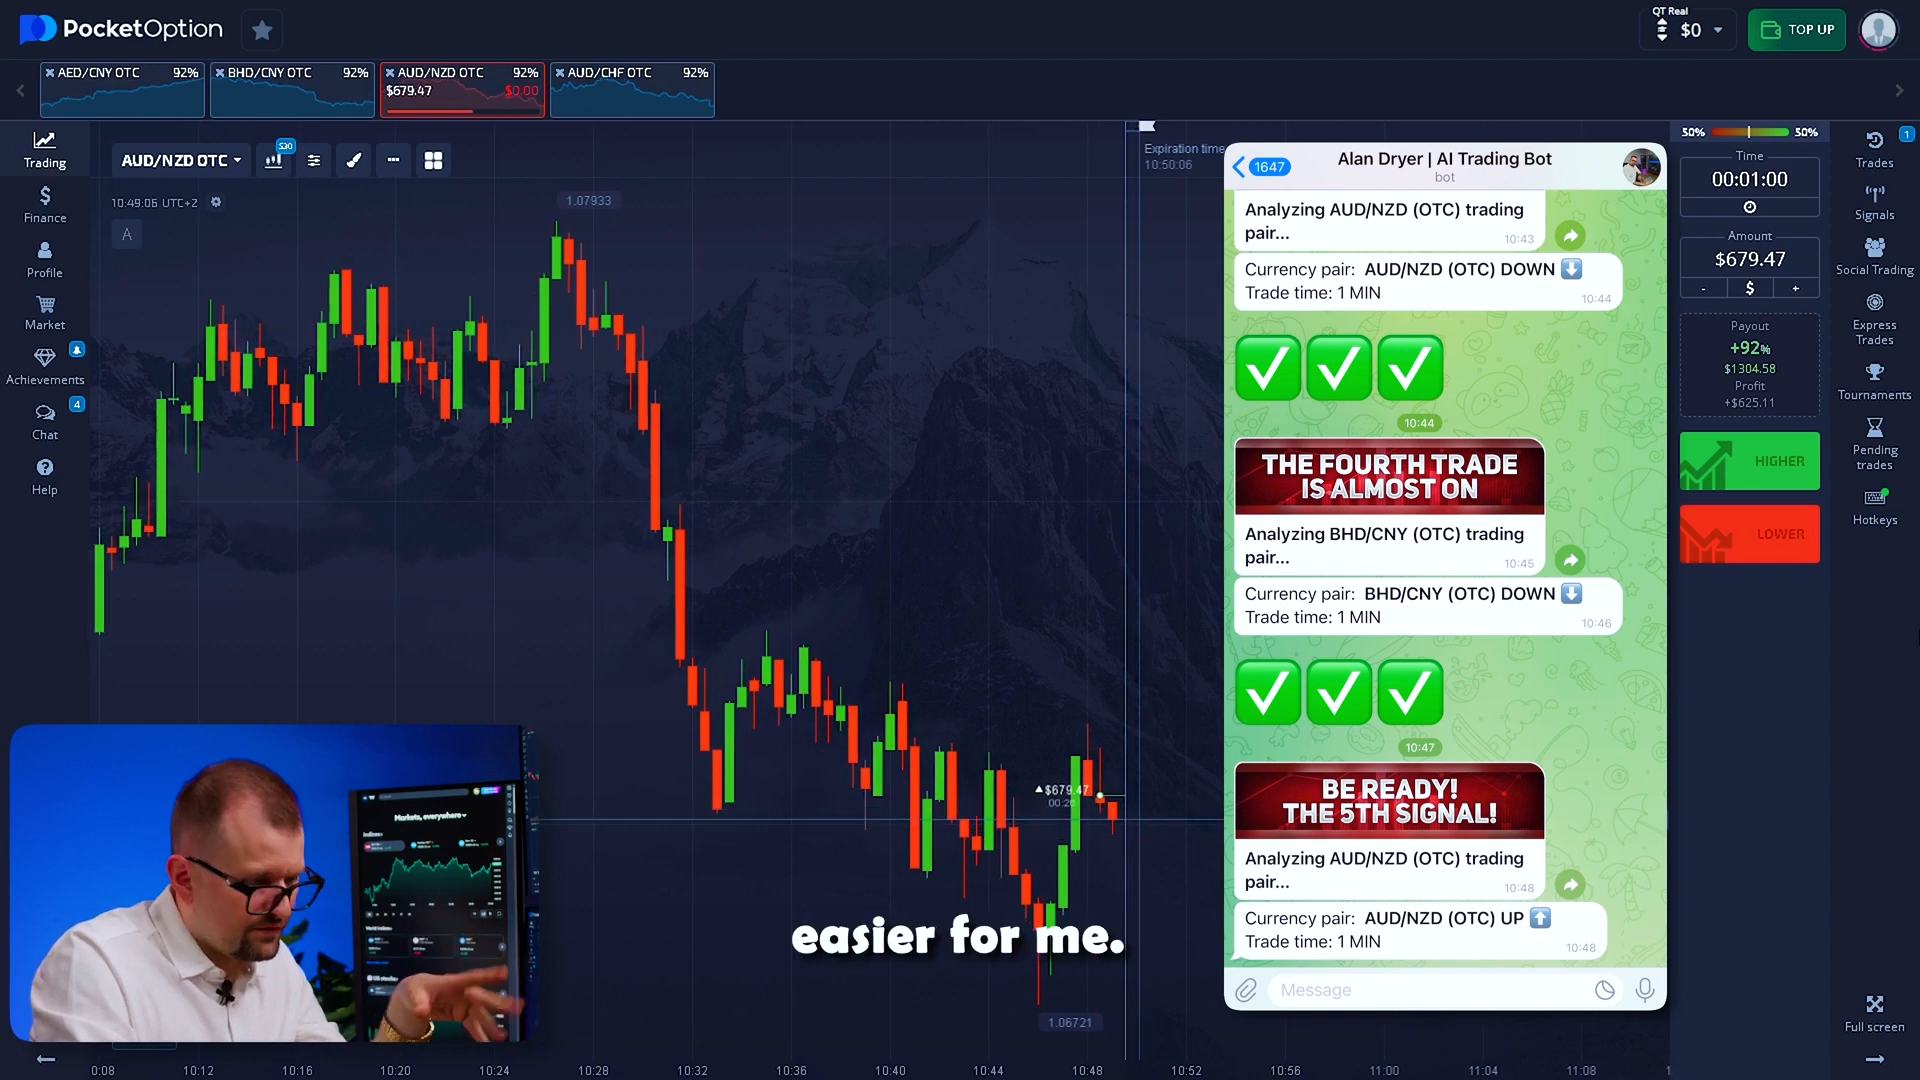 PocketOption
QT Real
$0
TOP UP
AED/CNY OTC 92%
BHD/CNY OTC 92%
AUD/NZD OTC 92%
$679.47 $0.00
AUD/CHF OTC 92%
Trading
Finance
Profile
Market
Achievements
4
Chat
Help
AUD/NZD OTC
S30
10:49:06 UTC+2
A
1.07933
Expiration time
10:50:06
$679.47
00:26
1.06721
0:08 10:12 10:16 10:20 10:24 10:28 10:32 10:36 10:40 10:44 10:48 10:52 10:56 11:00 11:04 11:08
Markets, everywhere
easier for me.
1647
Alan Dryer | AI Trading Bot
bot
Analyzing AUD/NZD (OTC) trading
pair...
10:43
Currency pair: AUD/NZD (OTC) DOWN
Trade time: 1 MIN
10:44
10:44
THE FOURTH TRADE
IS ALMOST ON
Analyzing BHD/CNY (OTC) trading
pair...
10:45
Currency pair: BHD/CNY (OTC) DOWN
Trade time: 1 MIN
10:46
10:47
BE READY!
THE 5TH SIGNAL!
Analyzing AUD/NZD (OTC) trading
pair...
10:48
Currency pair: AUD/NZD (OTC) UP
Trade time: 1 MIN
10:48
Message
50% 50%
Time
00:01:00
Amount
$679.47
- $ +
Payout
+92%
$1304.58
Profit
+$625.11
HIGHER
LOWER
1
Trades
Signals
Social Trading
Express
Trades
Tournaments
Pending
trades
Hotkeys
Full screen